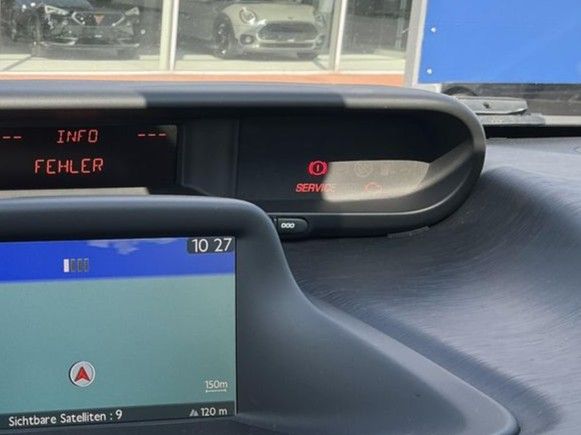 -- INFO ---
FEHLER
SERVICE
10 27
150m
Sichtbare Satelliten : 9
120 m